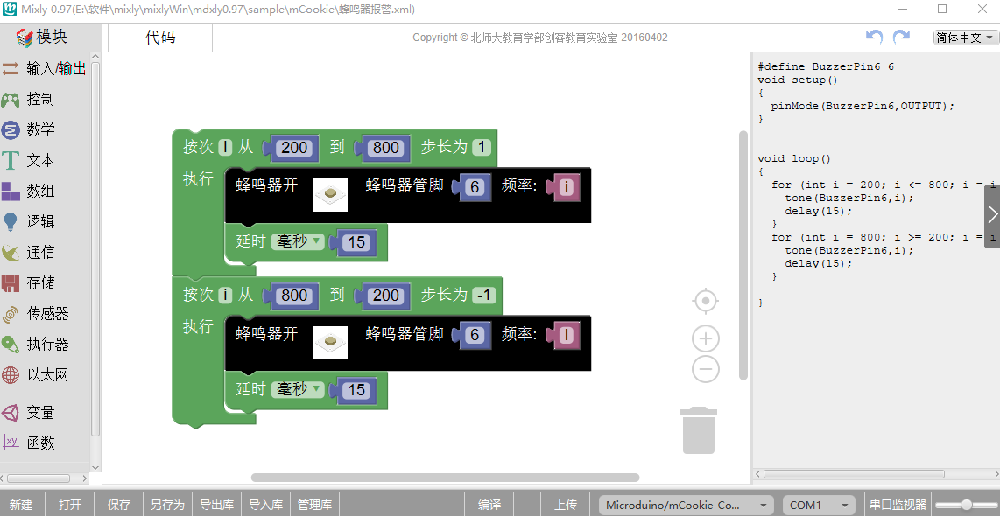 Mixly 0.97(E:\软件\mixly\mixlyWin\mdxly0.97\sample\mCookie\蜂鸣器报警.xml)
模块
代码
Copyright © 北师大教育学部创客教育实验室 20160402
简体中文
输入/输出
控制
数学
文本
数组
逻辑
通信
存储
传感器
执行器
以太网
变量
xy 函数
按次 i 从 200 到 800 步长为 1
执行 蜂鸣器开 蜂鸣器管脚 6 频率: i
延时 毫秒 15
按次 i 从 800 到 200 步长为 -1
执行 蜂鸣器开 蜂鸣器管脚 6 频率: i
延时 毫秒 15
#define BuzzerPin6 6
void setup()
{
pinMode(BuzzerPin6,OUTPUT);
}
void loop()
{
for (int i = 200; i <= 800; i = i
tone(BuzzerPin6,i);
delay(15);
}
for (int i = 800; i >= 200; i = i
tone(BuzzerPin6,i);
delay(15);
}
}
新建 打开 保存 另存为 导出库 导入库 管理库 编译 上传 Microduino/mCookie-Co... COM1 串口监视器